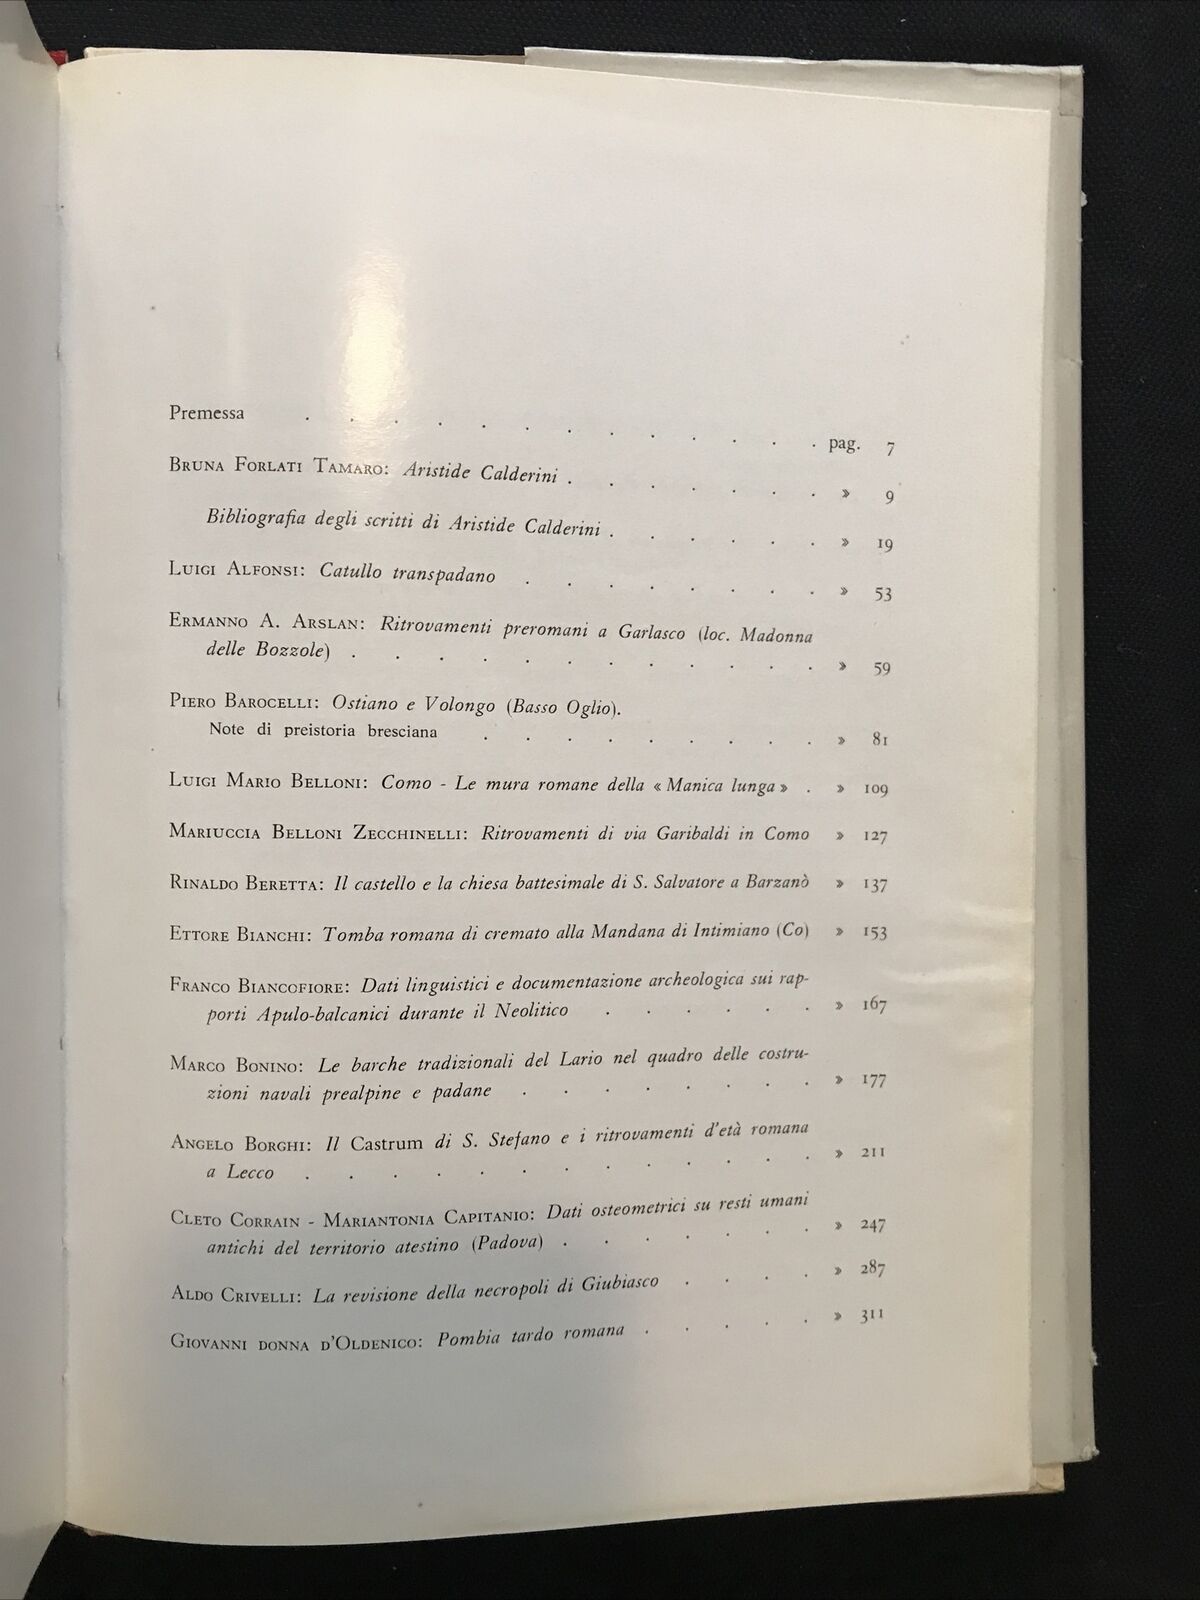 Premessa . . . . . . . . . . . . . pag. 7
Bruna Forlati Tamaro: Aristide Calderini . . . . . . . » 9
Bibliografia degli scritti di Aristide Calderini . . . . . . » 19
Luigi Alfonsi: Catullo transpadano . . . . . . . . » 53
Ermanno A. Arslan: Ritrovamenti preromani a Garlasco (loc. Madonna
delle Bozzole) . . . . . . . . . . . . » 59
Piero Barocelli: Ostiano e Volongo (Basso Oglio).
Note di preistoria bresciana . . . . . . . . . » 81
Luigi Mario Belloni: Como - Le mura romane della « Manica lunga » . » 109
Mariuccia Belloni Zecchinelli: Ritrovamenti di via Garibaldi in Como » 127
Rinaldo Beretta: Il castello e la chiesa battesimale di S. Salvatore a Barzanò » 137
Ettore Bianchi: Tomba romana di cremato alla Mandana di Intimiano (Co) » 153
Franco Biancofiore: Dati linguistici e documentazione archeologica sui rap-
porti Apulo-balcanici durante il Neolitico . . . . . . » 167
Marco Bonino: Le barche tradizionali del Lario nel quadro delle costru-
zioni navali prealpine e padane . . . . . . . . » 177
Angelo Borghi: Il Castrum di S. Stefano e i ritrovamenti d'età romana
a Lecco . . . . . . . . . . . . . » 211
Cleto Corrain - Mariantonia Capitanio: Dati osteometrici su resti umani
antichi del territorio atestino (Padova) . . . . . . . » 247
Aldo Crivelli: La revisione della necropoli di Giubiasco . . . . » 287
Giovanni donna d'Oldenico: Pombia tardo romana . . . . . » 311